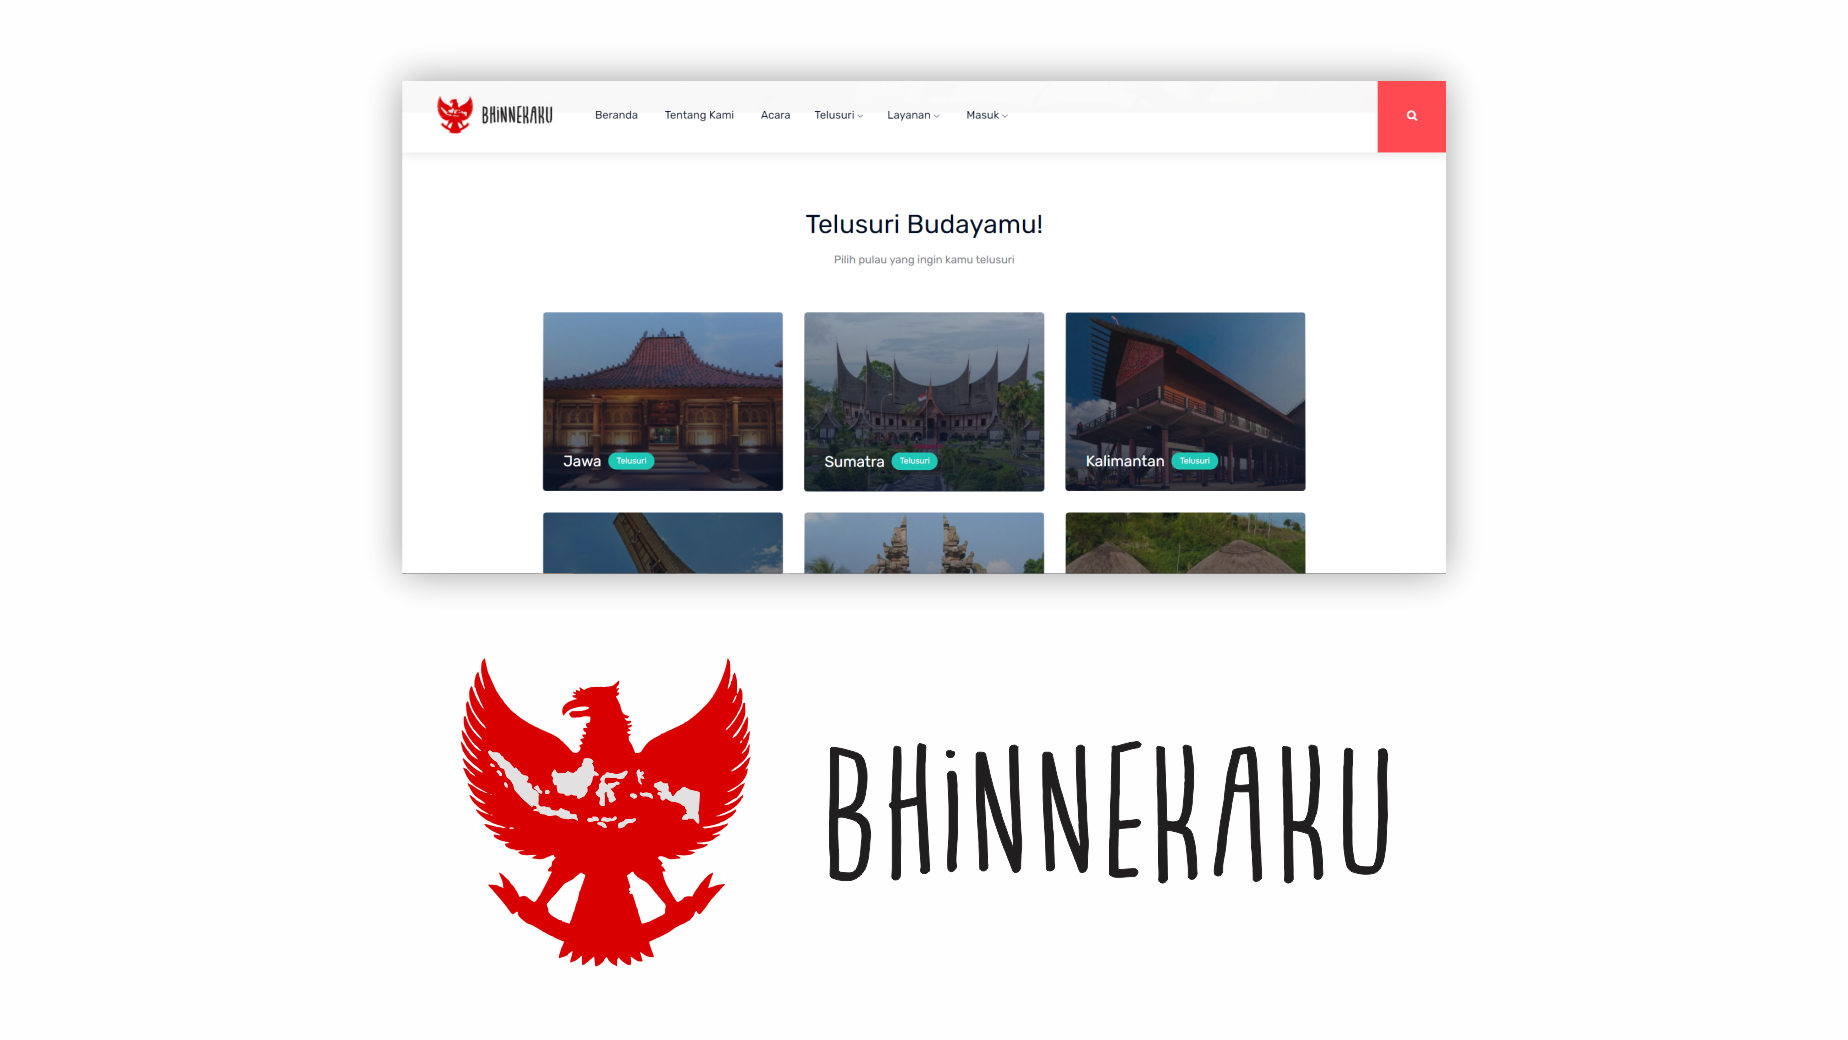 BHiNNEKAKU Beranda Tentang Kami Acara Telusuri Layanan Masuk
Telusuri Budayamu!
Pilih pulau yang ingin kamu telusuri
Jawa Telusuri Sumatra Telusuri Kalimantan Telusuri
BHiNNEKAKU